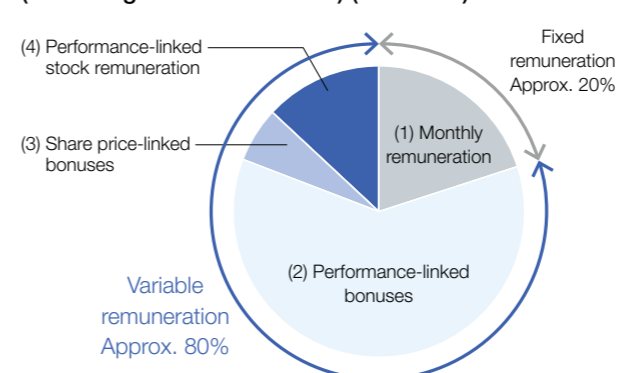 (4) Performance-linked
stock remuneration
(3) Share price-linked
bonuses
Fixed
remuneration
Approx. 20%
(1) Monthly
remuneration
(2) Performance-linked
bonuses
Variable
remuneration
Approx. 80%